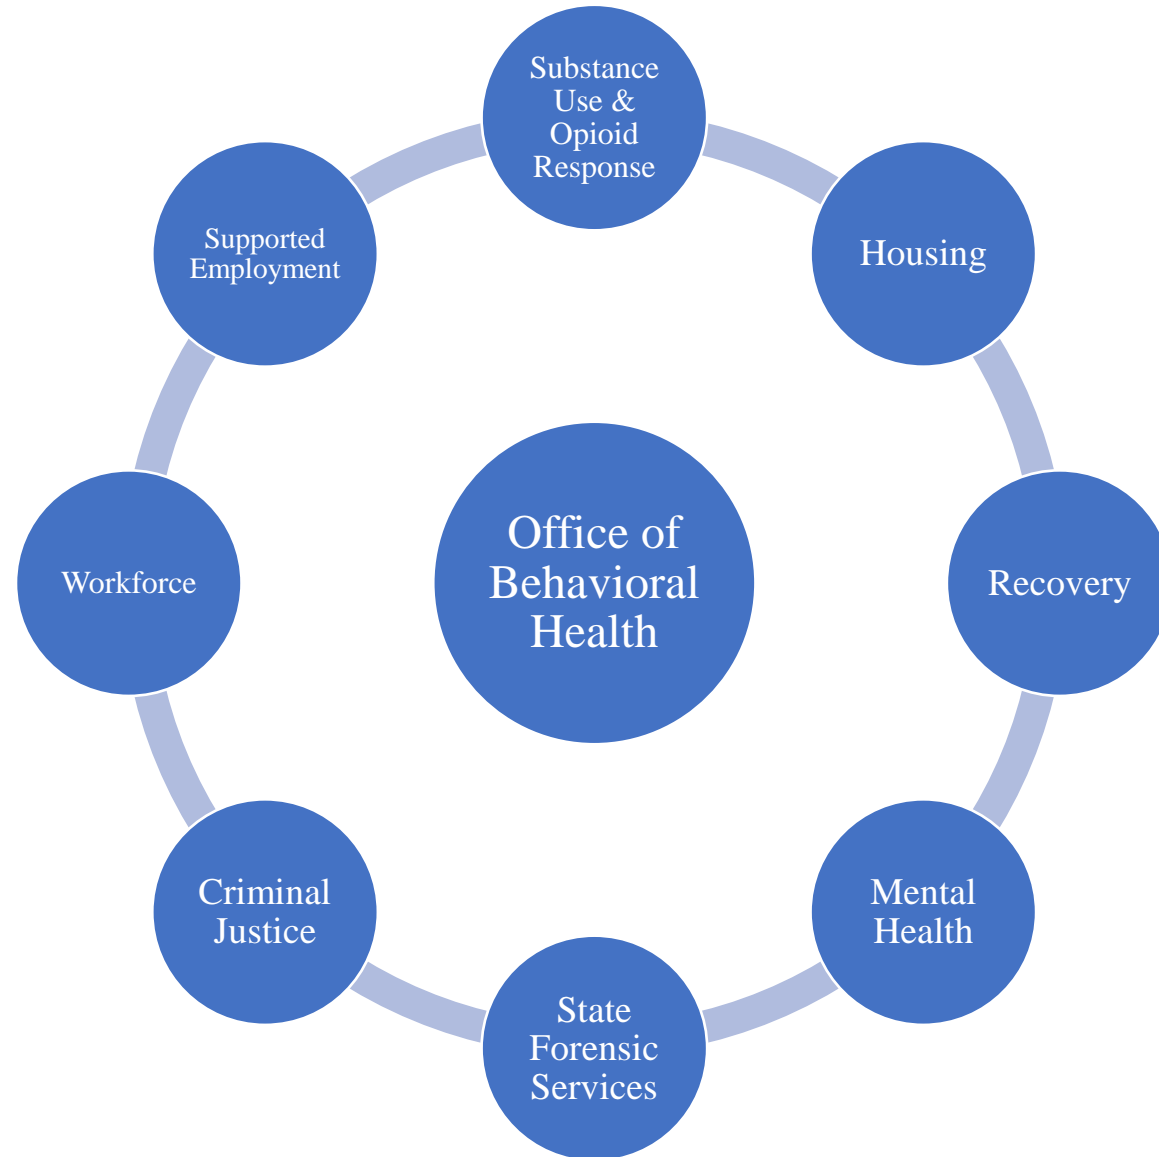 Substance
Use &
Opioid
Response
Supported
Employment
Housing
Office of
Behavioral
Health
Workforce
Recovery
Criminal
Justice
Mental
Health
State
Forensic
Services